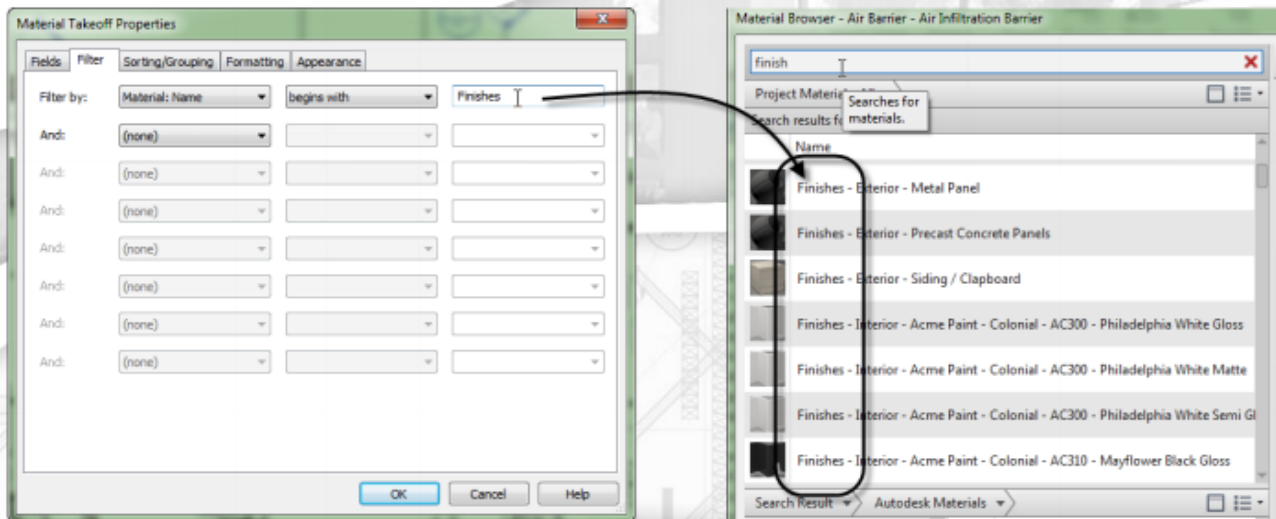 Material Takeoff Properties
Fields Filter Sorting/Grouping Formatting Appearance
Filter by: Material: Name begins with Finishes
And: (none)
And: (none)
And: (none)
And: (none)
And: (none)
And: (none)
And: (none)
OK Cancel Help
Material Browser - Air Barrier - Air Infiltration Barrier
finish
Project Materials
Searches for
materials.
Search results
Name
Finishes - Exterior - Metal Panel
Finishes - Exterior - Precast Concrete Panels
Finishes - Exterior - Siding / Clapboard
Finishes - Interior - Acme Paint - Colonial - AC300 - Philadelphia White Gloss
Finishes - Interior - Acme Paint - Colonial - AC300 - Philadelphia White Matte
Finishes - Interior - Acme Paint - Colonial - AC300 - Philadelphia White Semi Gl
Finishes - Interior - Acme Paint - Colonial - AC310 - Mayflower Black Gloss
Search Result Autodesk Materials